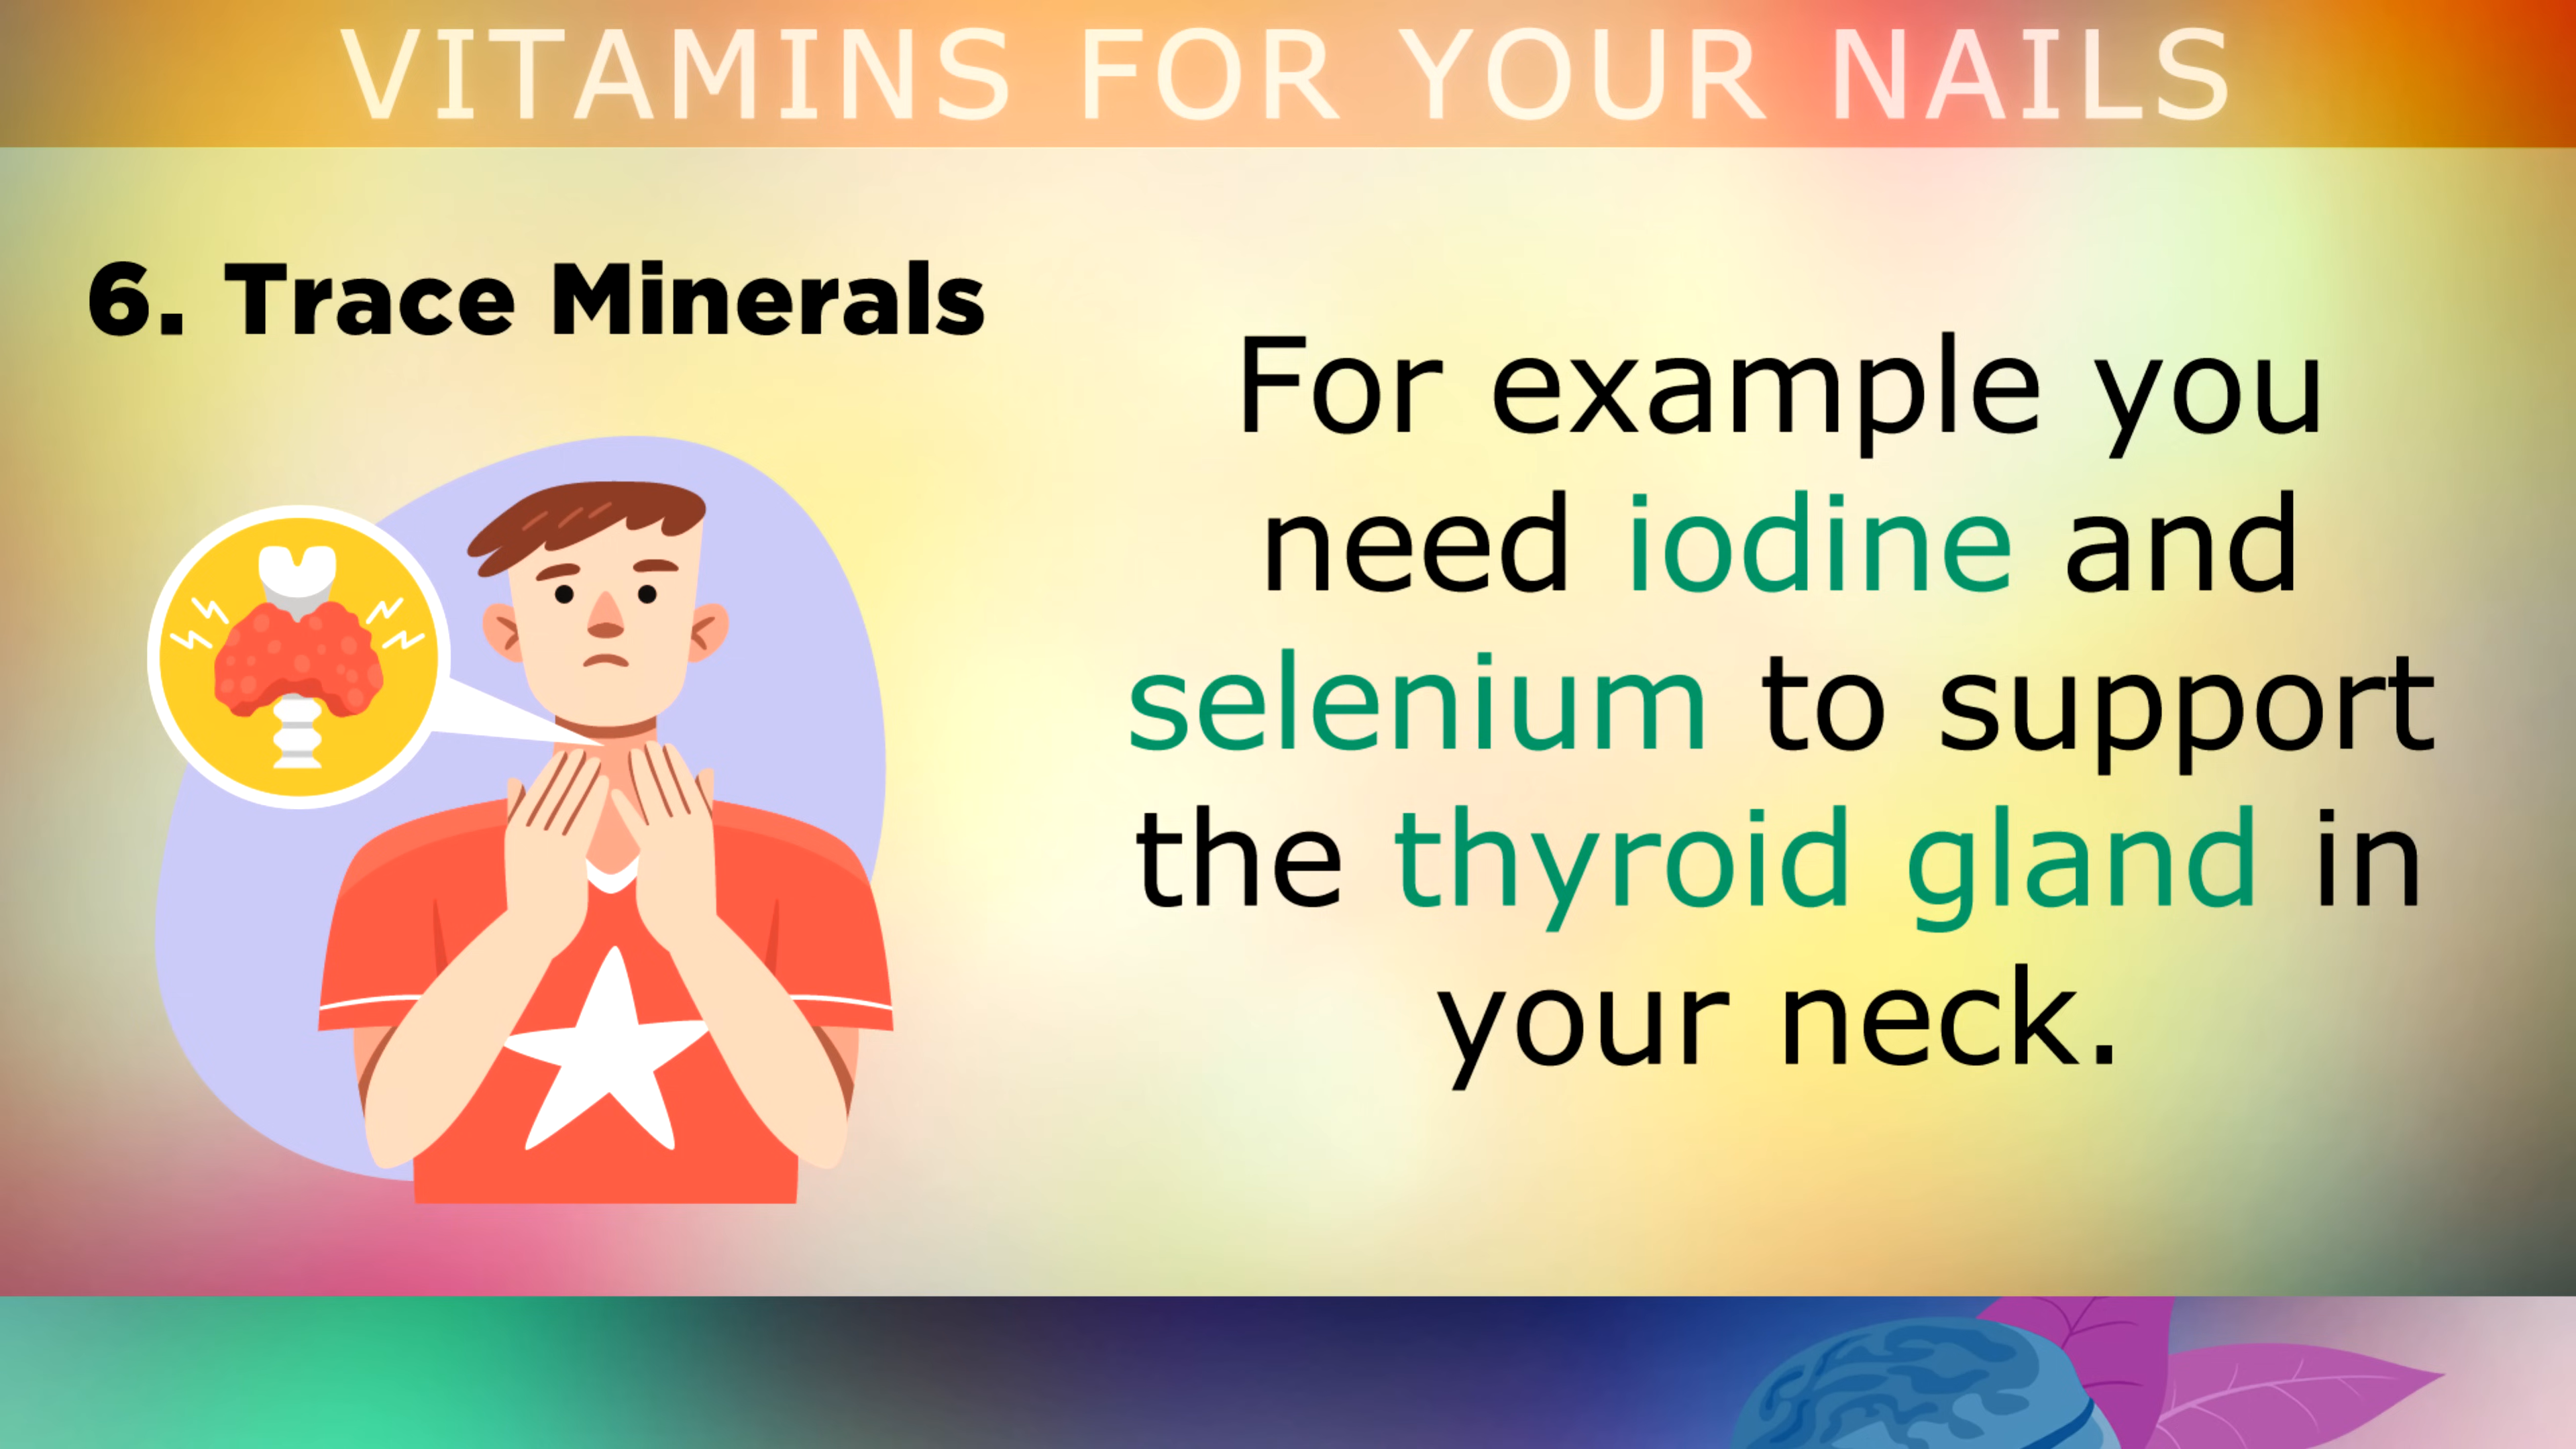 VITAMINS FOR YOUR NAILS
6. Trace Minerals
For example you
need iodine and
selenium to support
the thyroid gland in
your neck.